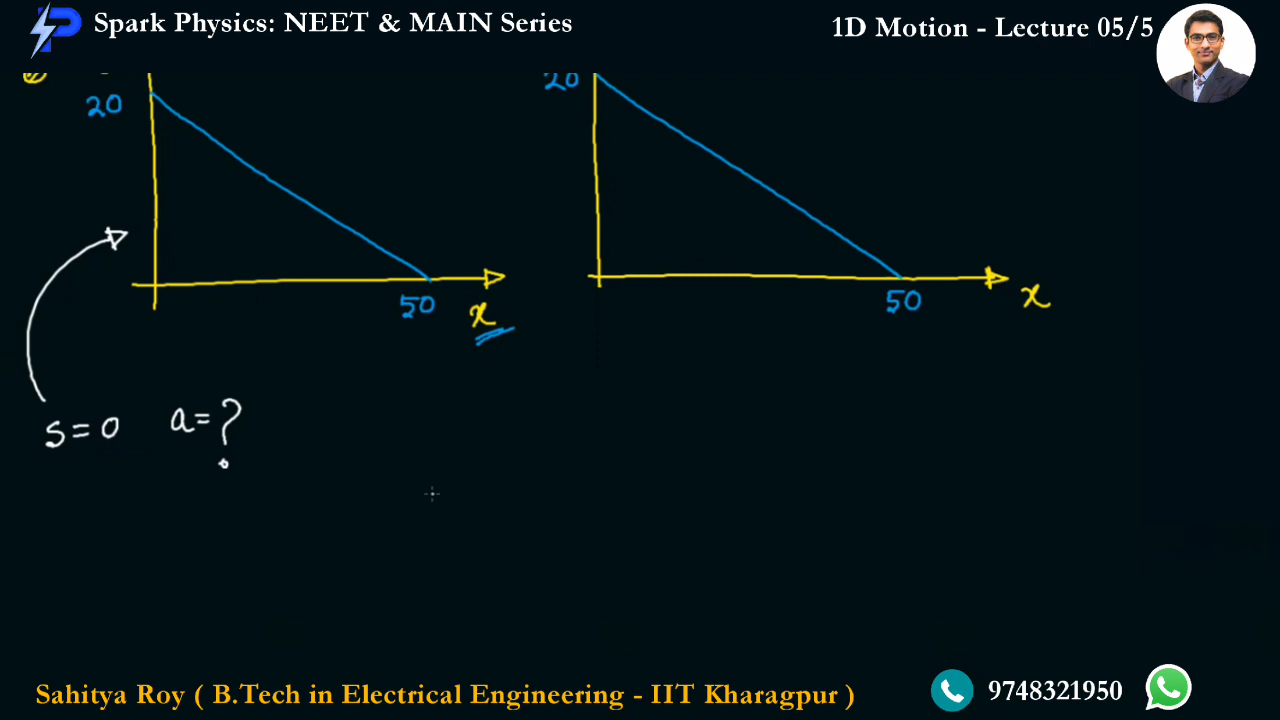 Spark Physics: NEET & MAIN Series
1D Motion - Lecture 05/5
20
50
x
20
50
x
s=0 a=?
Sahitya Roy ( B.Tech in Electrical Engineering - IIT Kharagpur )
9748321950